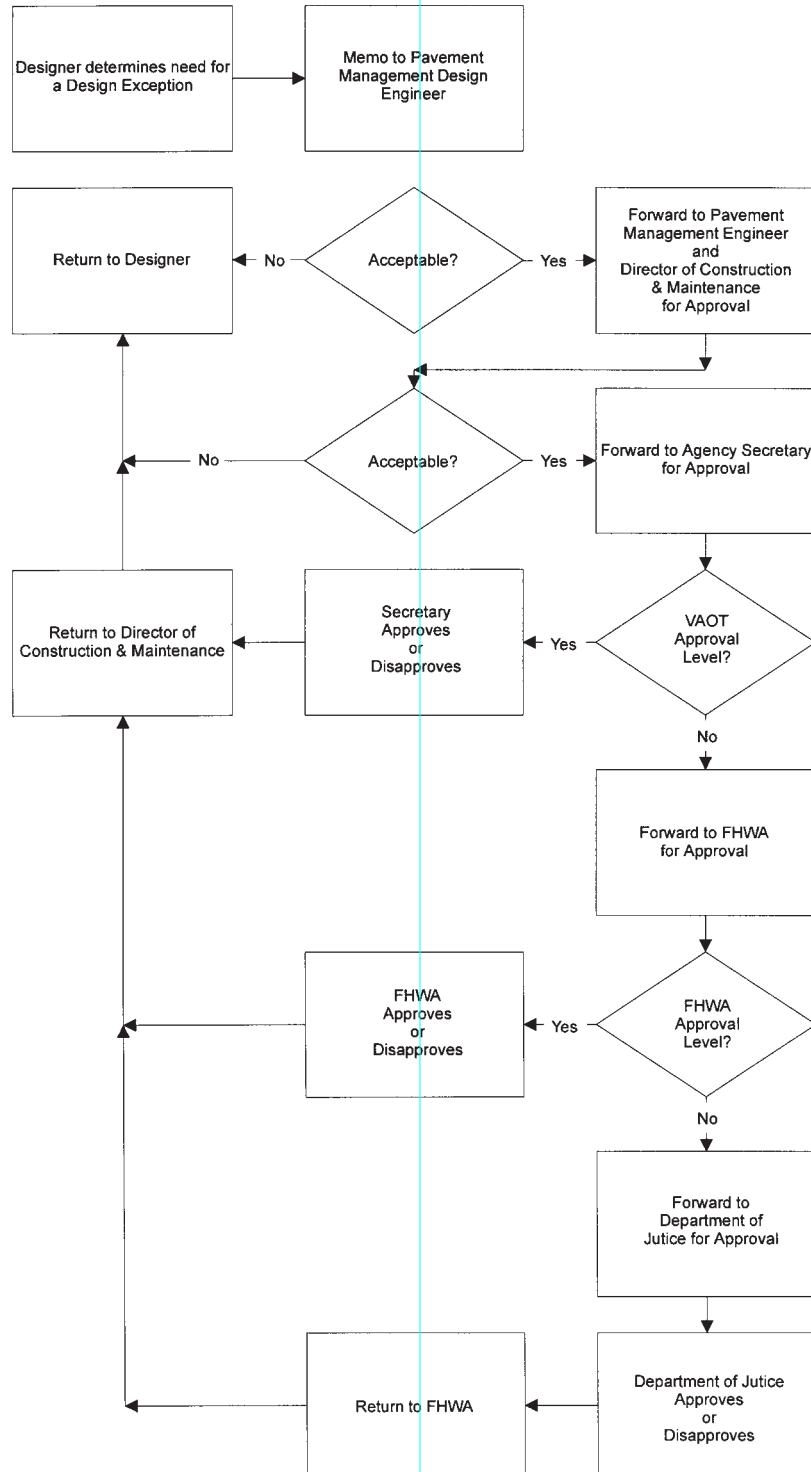 Designer determines need for
a Design Exception
Memo to Pavement
Management Design
Engineer
Return to Designer
No
Acceptable?
Yes
Forward to Pavement
Management Engineer
and
Director of Construction
& Maintenance
for Approval
No
Acceptable?
Yes
Forward to Agency Secretary
for Approval
Return to Director of
Construction & Maintenance
Secretary
Approves
or
Disapproves
Yes
VAOT
Approval
Level?
No
Forward to FHWA
for Approval
FHWA
Approves
or
Disapproves
Yes
FHWA
Approval
Level?
No
Forward to
Department of
Jutice for Approval
Return to FHWA
Department of Jutice
Approves
or
Disapproves